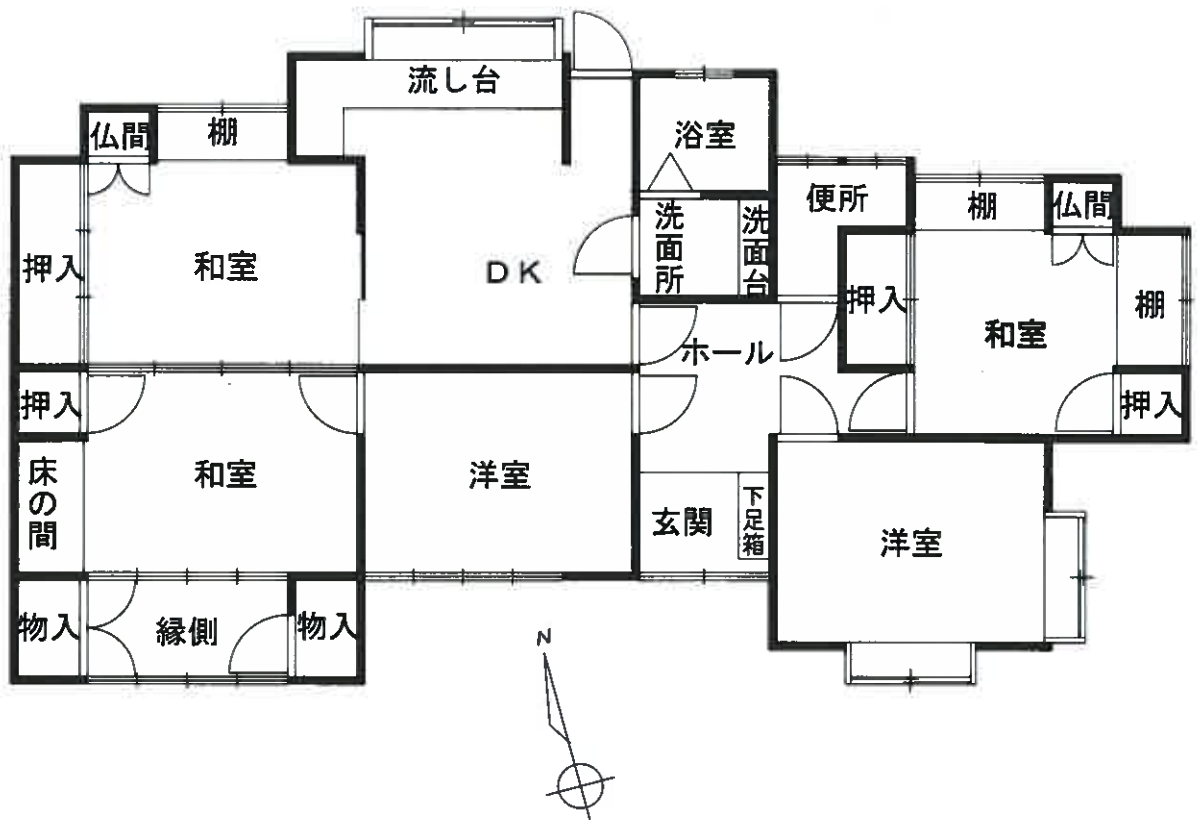 流し台
仏間
棚
浴室
便所
棚
仏間
押入
和室
DK
洗面所
洗面台
押入
和室
棚
ホール
押入
和室
床の間
洋室
玄関
下足箱
押入
洋室
物入
縁側
物入
N